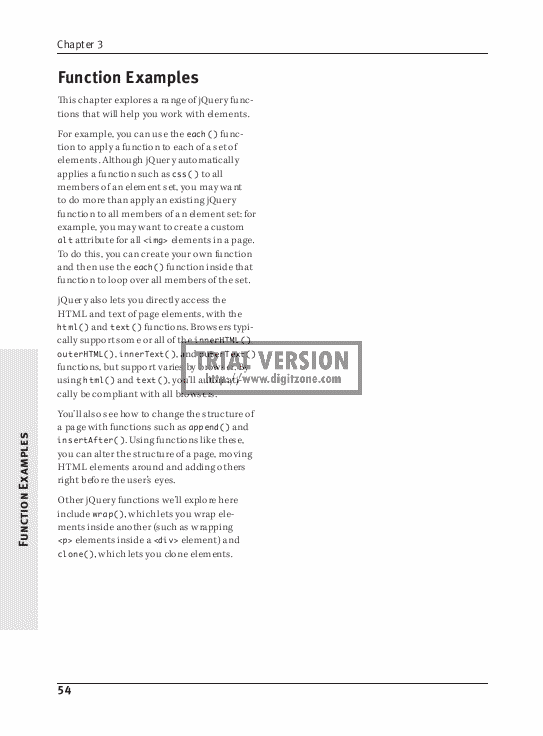 Chapter 3
Function Examples
This chapter explores a range of jQuery func-
tions that will help you work with elements.
For example, you can use the each() func-
tion to apply a function to each of a set of
elements. Although jQuery automatically
applies a function such as css() to all
members of an element set, you may want
to do more than apply an existing jQuery
function to all members of an element set: for
example, you may want to create a custom
alt attribute for all <img> elements in a page.
To do this, you can create your own function
and then use the each() function inside that
function to loop over all members of the set.
jQuery also lets you directly access the
HTML and text of page elements, with the
html() and text() functions. Browsers typi-
cally support some or all of the innerHTML(),
outerHTML(), innerText(), and outerText()
functions, but support varies by browser. By
using html() and text(), you'll automati-
cally be compliant with all browsers.
You'll also see how to change the structure of
a page with functions such as append() and
insertAfter(). Using functions like these,
you can alter the structure of a page, moving
HTML elements around and adding others
right before the user's eyes.
Other jQuery functions we'll explore here
include wrap(), which lets you wrap ele-
ments inside another (such as wrapping
<p> elements inside a <div> element) and
clone(), which lets you clone elements.
TRIAL VERSION
http://www.digitzone.com
FUNCTION EXAMPLES
54